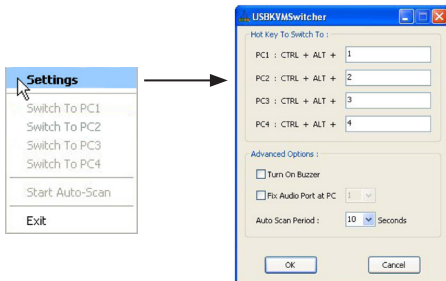 Settings
Switch To PC1
Switch To PC2
Switch To PC3
Switch To PC4
Start Auto-Scan
Exit
USBKVMSwitcher
Hot Key To Switch To :
PC1 : CTRL + ALT + 1
PC2 : CTRL + ALT + 2
PC3 : CTRL + ALT + 3
PC4 : CTRL + ALT + 4
Advanced Options :
Turn On Buzzer
Fix Audio Port at PC 1
Auto Scan Period : 10 Seconds
OK Cancel